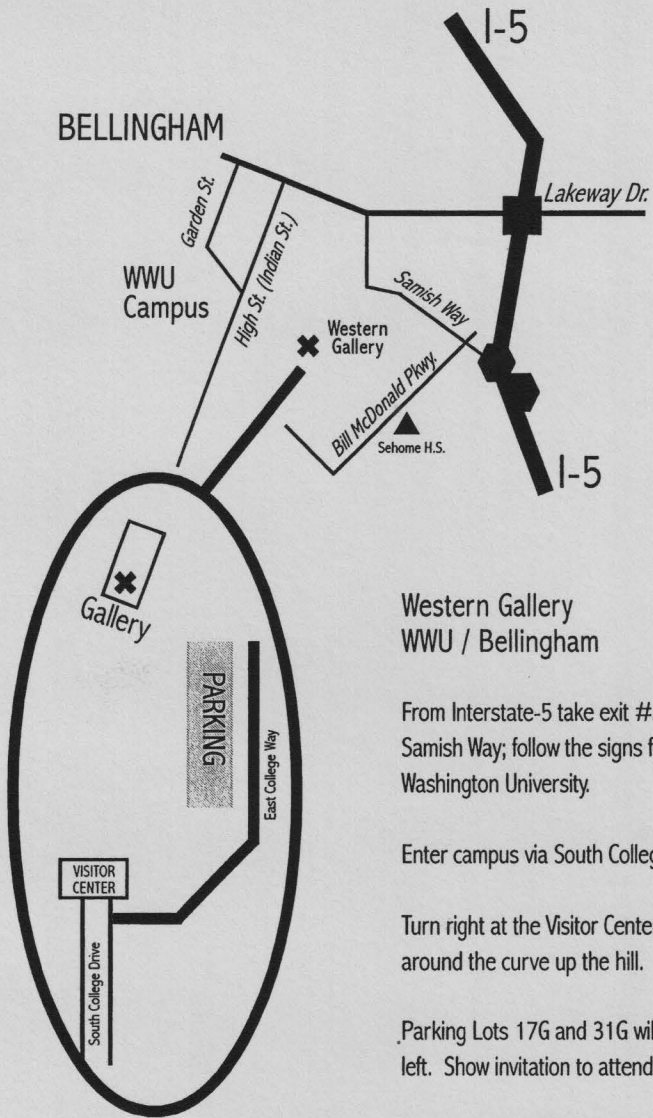 I-5
BELLINGHAM
Lakeway Dr.
Garden St.
High St. (Indian St.)
WWU
Campus
Samish Way
Western
Gallery
Bill McDonald Pkwy.
Sehome H.S.
I-5
Gallery
PARKING
East College Way
VISITOR
CENTER
South College Drive
Western Gallery
WWU / Bellingham
From Interstate-5 take exit #
Samish Way; follow the signs f
Washington University.
Enter campus via South Colleg
Turn right at the Visitor Cente
around the curve up the hill.
Parking Lots 17G and 31G wil
left. Show invitation to attend